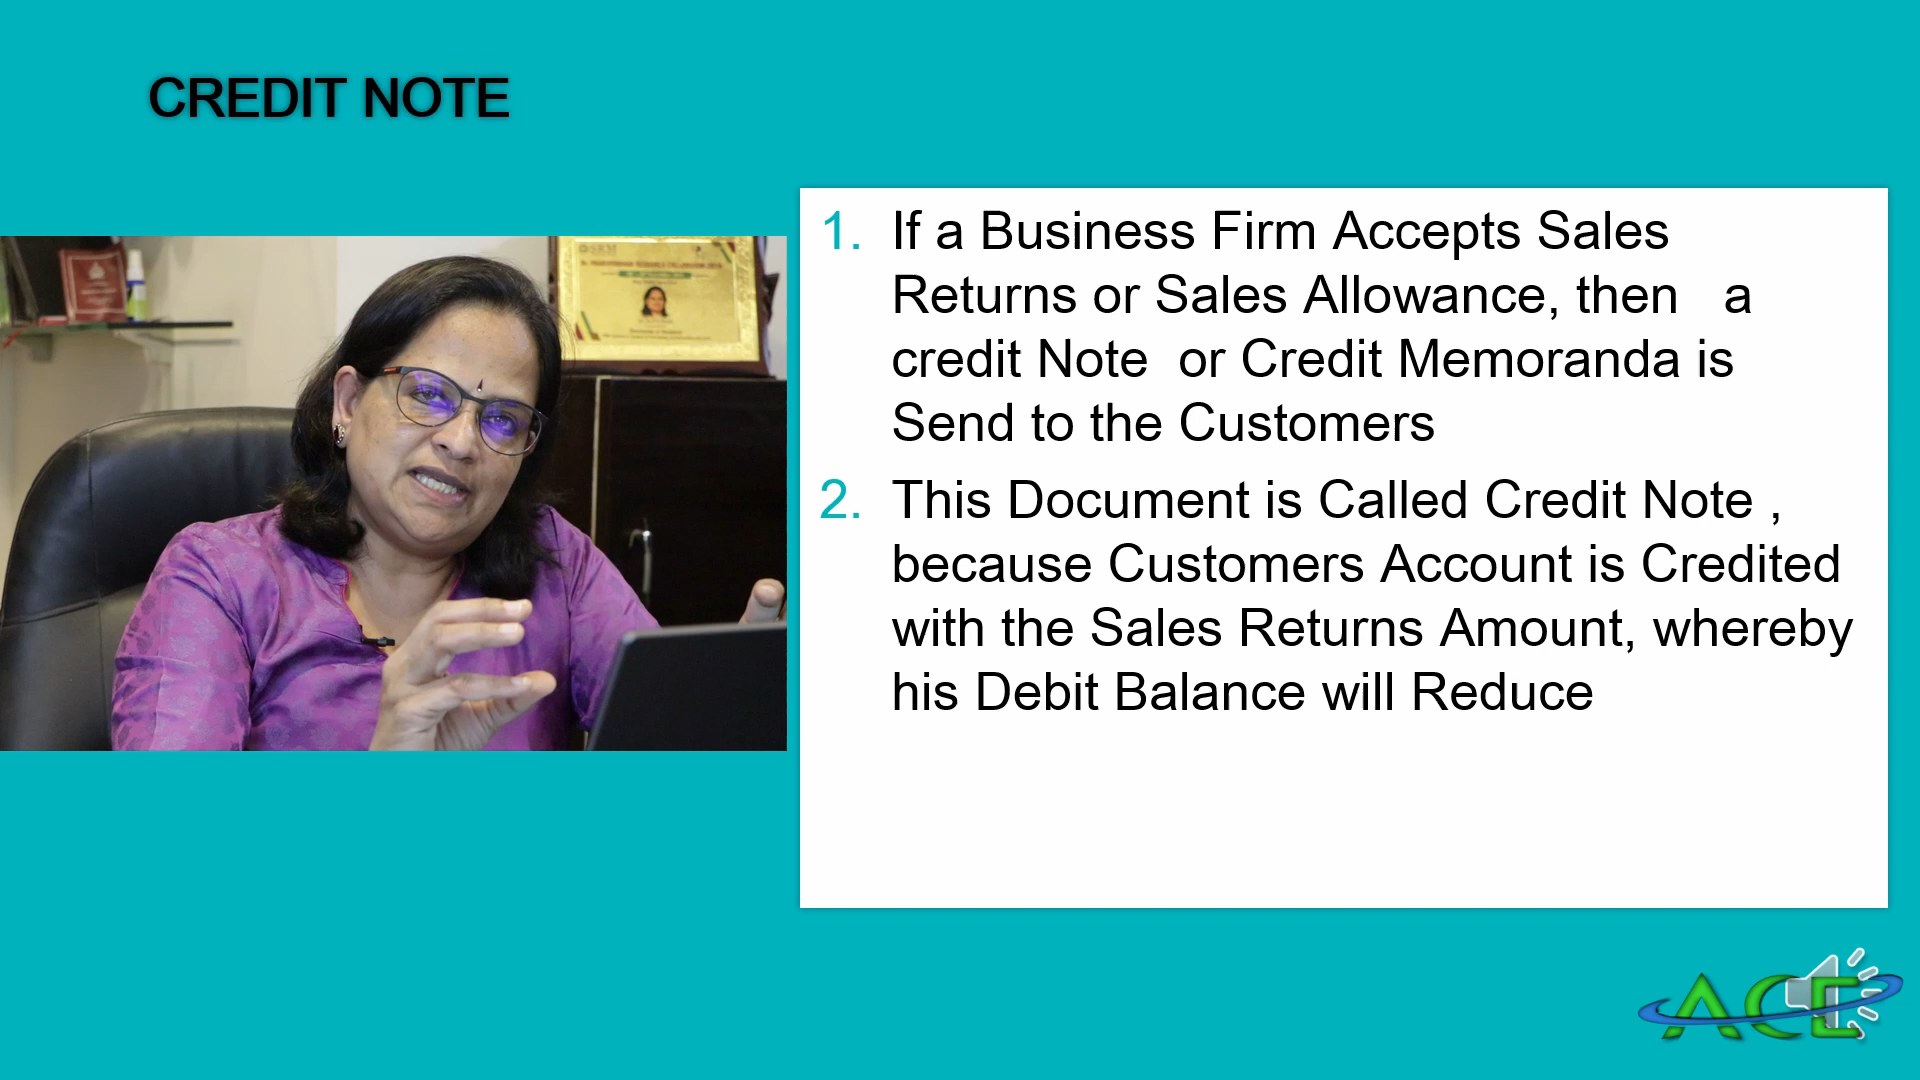 CREDIT NOTE
1. If a Business Firm Accepts Sales
Returns or Sales Allowance, then a
credit Note or Credit Memoranda is
Send to the Customers
2. This Document is Called Credit Note ,
because Customers Account is Credited
with the Sales Returns Amount, whereby
his Debit Balance will Reduce
SRM
ACE